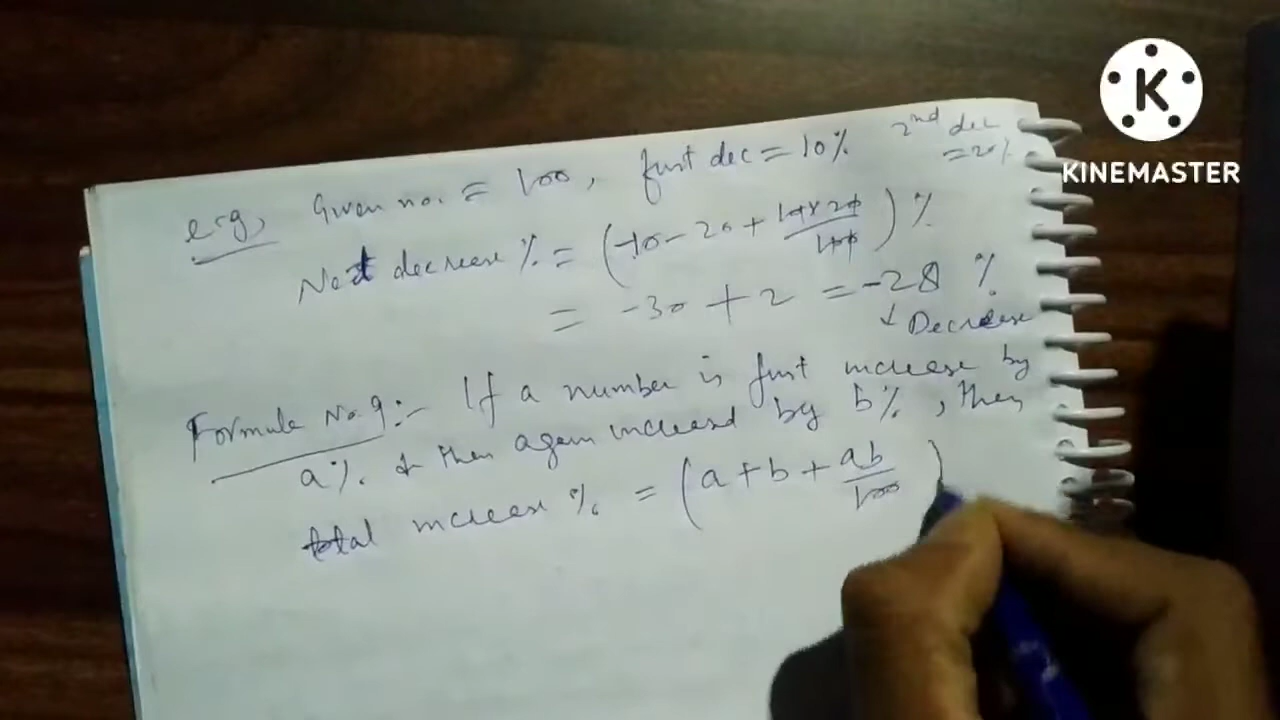 e.g, Given no. = 100, first dec = 10% 2nd dec = 20%
Net decrease % = (-10 - 20 + 10×20/100) %
= -30 + 2 = -28 %
↓ Decrease
Formula No. 9:- If a number is first increase by
a% & then again increased by b%, then
total increase % = (a + b + ab/100)
K
KINEMASTER